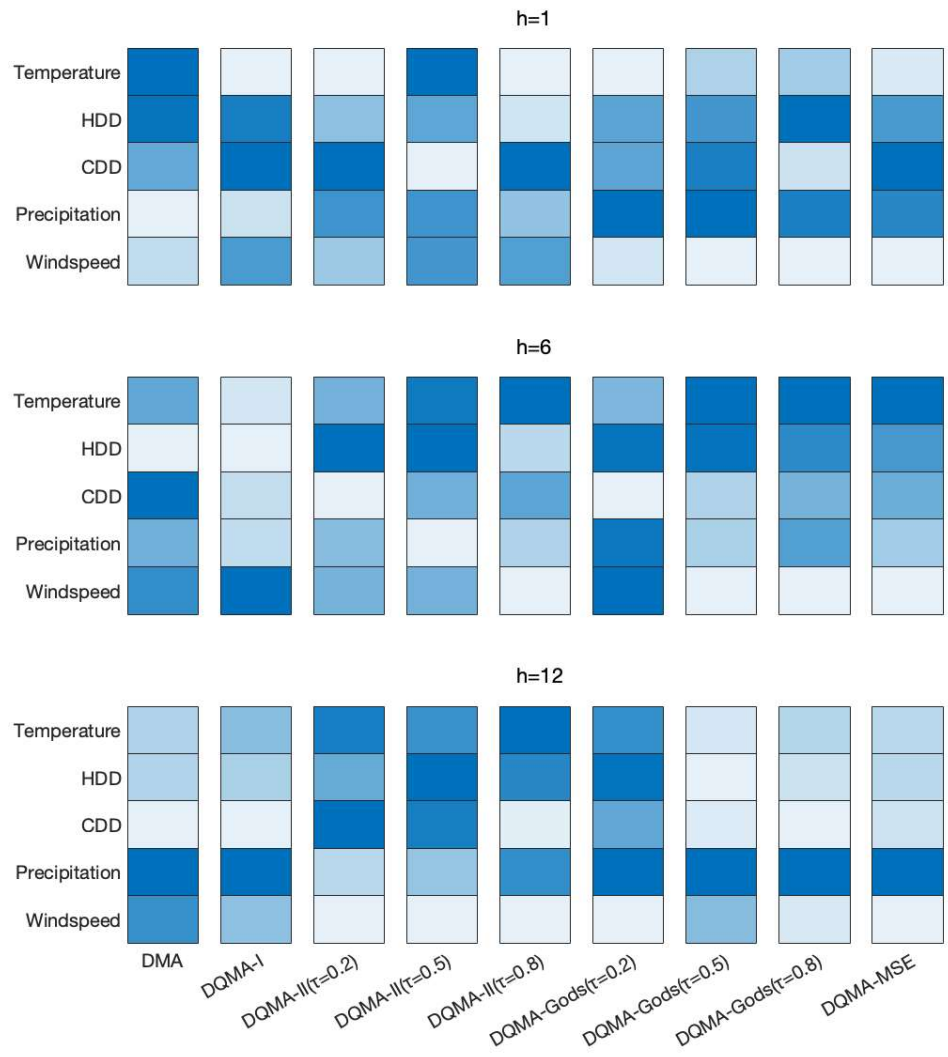 h=1
Temperature
HDD
CDD
Precipitation
Windspeed
h=6
Temperature
HDD
CDD
Precipitation
Windspeed
h=12
Temperature
HDD
CDD
Precipitation
Windspeed
DMA
DQMA-I
DQMA-II(τ=0.2)
DQMA-II(τ=0.5)
DQMA-II(τ=0.8)
DQMA-Gods(τ=0.2)
DQMA-Gods(τ=0.5)
DQMA-Gods(τ=0.8)
DQMA-MSE